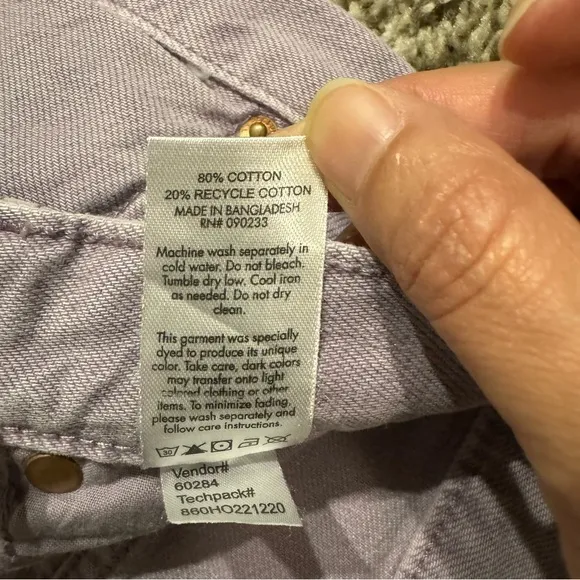 80% COTTON
20% RECYCLE COTTON
MADE IN BANGLADESH
RN# 090233
Machine wash separately in
cold water. Do not bleach.
Tumble dry low. Cool iron
as needed. Do not dry
clean.
This garment was specially
dyed to produce its unique
color. Take care, dark colors
may transfer onto light
colored clothing or other
items. To minimize fading,
please wash separately and
follow care instructions.
30
Vendor#
60284
Techpack#
860HO221220